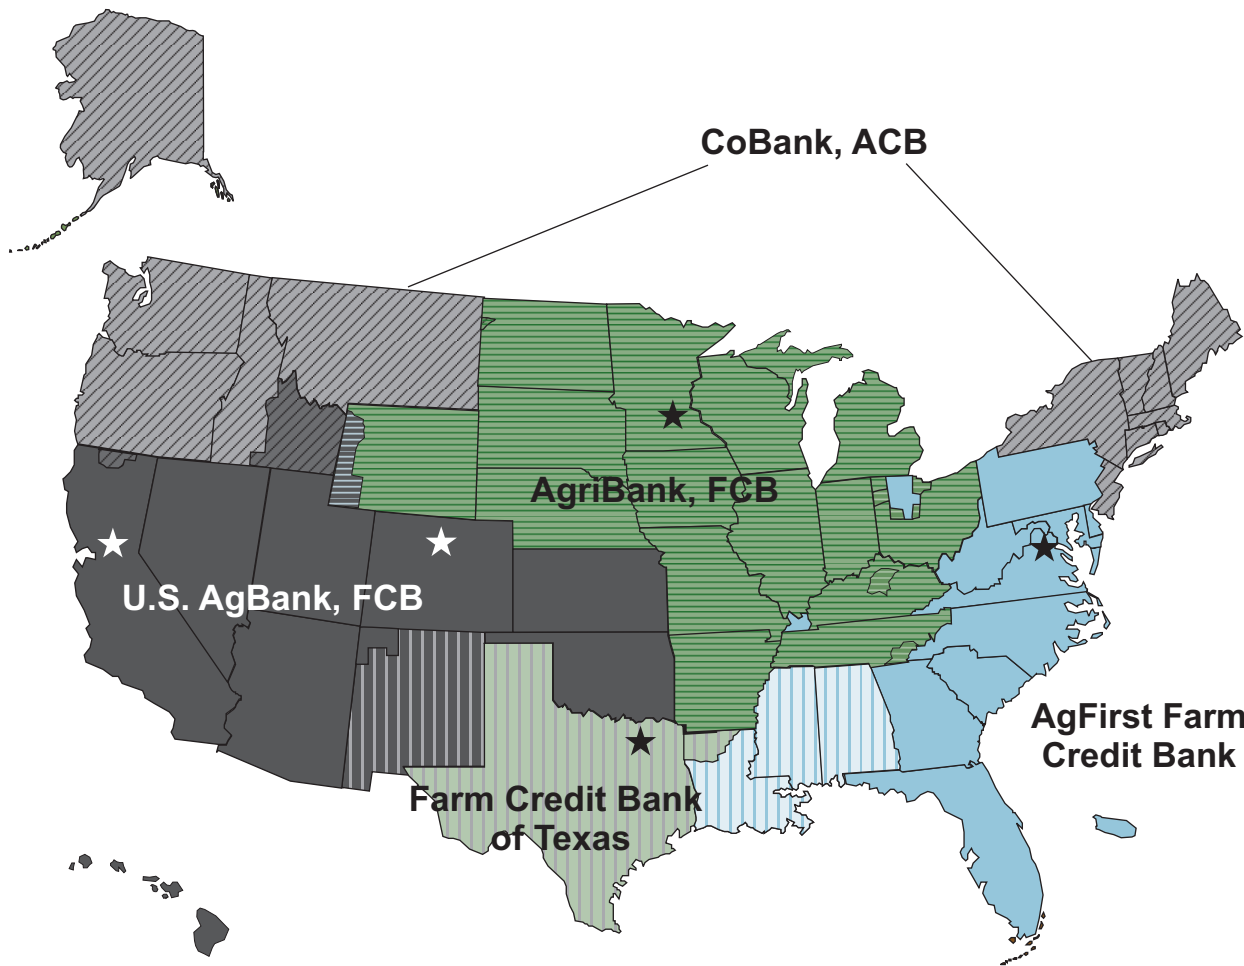 CoBank, ACB
AgriBank, FCB
U.S. AgBank, FCB
AgFirst Farm
Credit Bank
Farm Credit Bank
of Texas